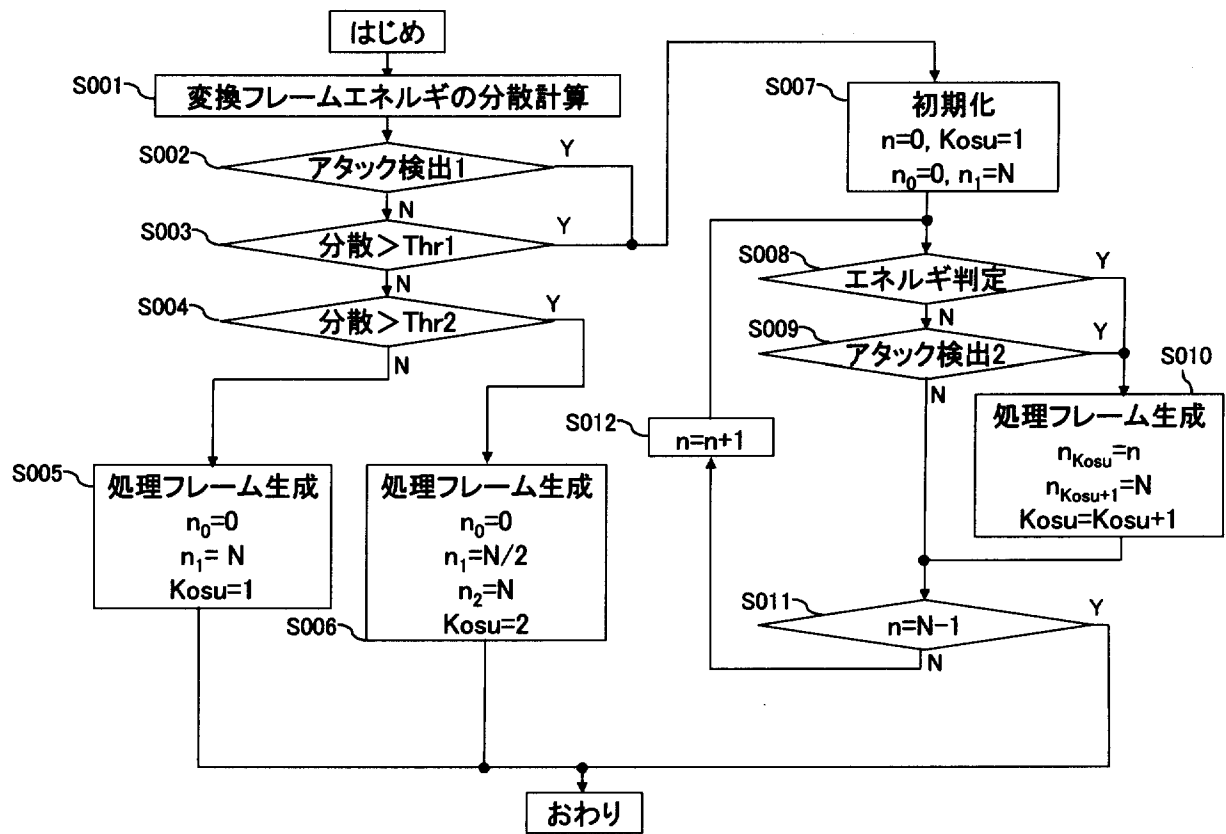 はじめ
S001
変換フレームエネルギの分散計算
S002
アタック検出1
Y
N
S003
分散＞Thr1
Y
N
S004
分散＞Thr2
Y
N
S005
処理フレーム生成
n₀=0
n₁= N
Kosu=1
S006
処理フレーム生成
n₀=0
n₁=N/2
n₂=N
Kosu=2
S007
初期化
n=0, Kosu=1
n₀=0, n₁=N
S008
エネルギ判定
Y
N
S009
アタック検出2
Y
N
S010
処理フレーム生成
n_Kosu=n
n_Kosu+1=N
Kosu=Kosu+1
S012
n=n+1
S011
n=N−1
Y
N
おわり